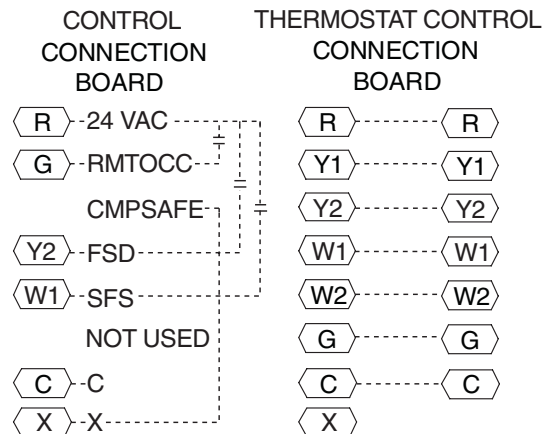 CONTROL
CONNECTION
BOARD
R 24 VAC
G RMTOCC
CMPSAFE
Y2 FSD
W1 SFS
NOT USED
C C
X X
THERMOSTAT CONTROL
CONNECTION
BOARD
R R
Y1 Y1
Y2 Y2
W1 W1
W2 W2
G G
C C
X